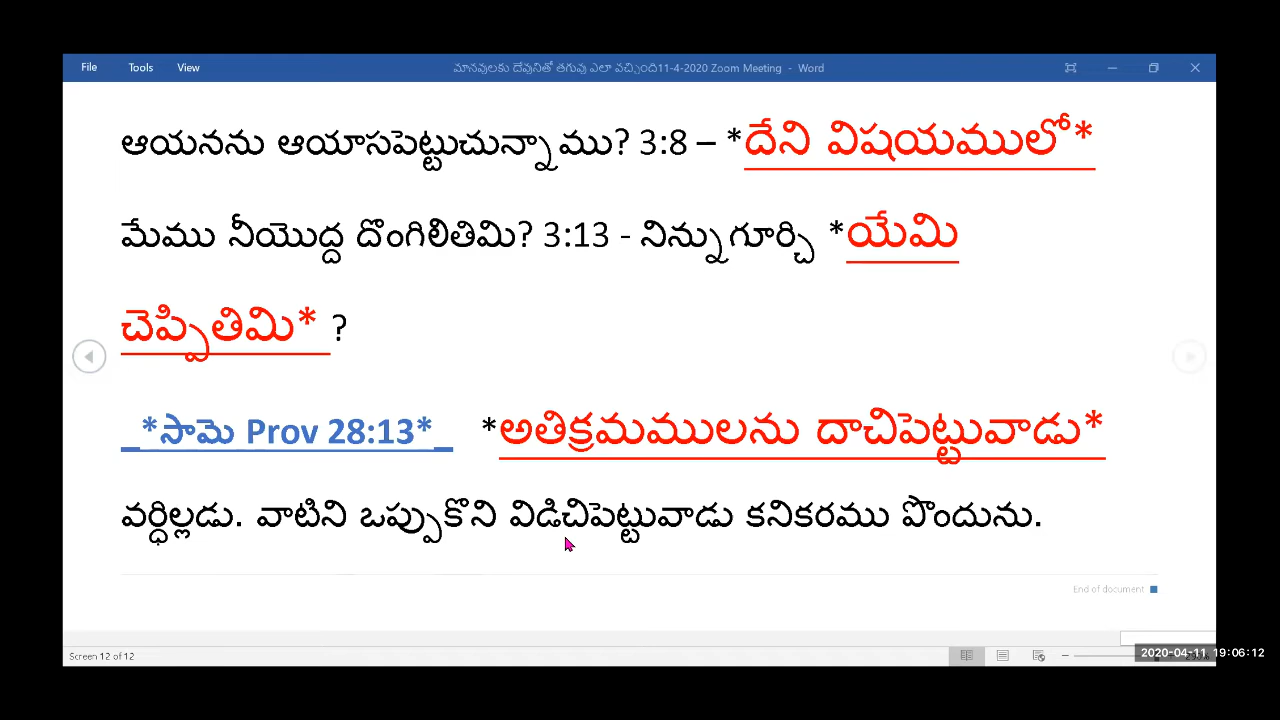 File Tools View మానవులకు దేవునితో తగువు ఎలా వచ్చింది11-4-2020 Zoom Meeting - Word
ఆయనను ఆయాసపెట్టుచున్నాము? 3:8 – *దేని విషయములో*
మేము నీయొద్ద దొంగిలితిమి? 3:13 - నిన్నుగూర్చి *యేమి
చెప్పితిమి* ?
_*సామె Prov 28:13*_ *అతిక్రమములను దాచిపెట్టువాడు*
వర్ధిల్లడు. వాటిని ఒప్పుకొని విడిచిపెట్టువాడు కనికరము పొందును.
End of document
Screen 12 of 12
2020-04-11 19:06:12